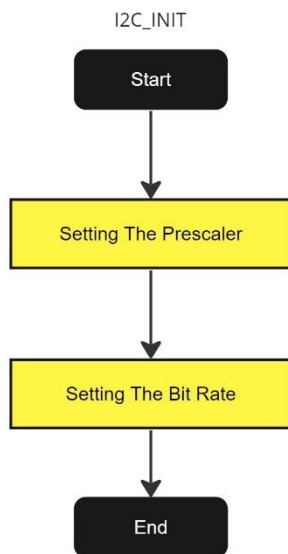 I2C_INIT
Start
Setting The Prescaler
Setting The Bit Rate
End